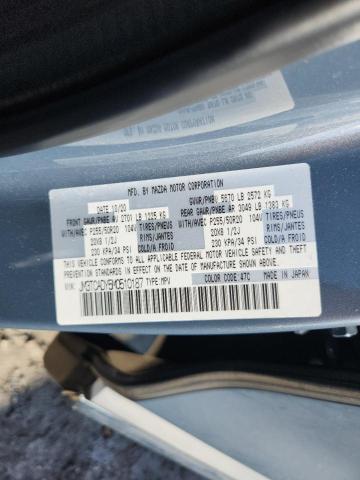 MFD. BY MAZDA MOTOR CORPORATION
DATE 10/20 GVWR/PNBV 5670 LB 2572 KG
FRONT GAWR/PNBE AV 2701 LB 1225 KG REAR GAWR/PNBE AR 3049 LB 1383 KG
WITH/AVEC P255/50R20 104V TIRES/PNEUS WITH/AVEC P255/50R20 104V TIRES/PNEUS
20X8 1/2J RIMS/JANTES 20X8 1/2J RIMS/JANTES
230 KPA/34 PSI COLD/A FROID 230 KPA/34 PSI COLD/A FROID
THIS VEHICLE CONFORMS TO ALL APPLICABLE FEDERAL MOTOR VEHICLE
SAFETY, BUMPER, AND THEFT PREVENTION STANDARDS IN EFFECT ON THE
DATE OF MANUFACTURE SHOWN ABOVE.
VIN: JM3TCADY8M0510187 TYPE:MPV COLOR CODE:47C